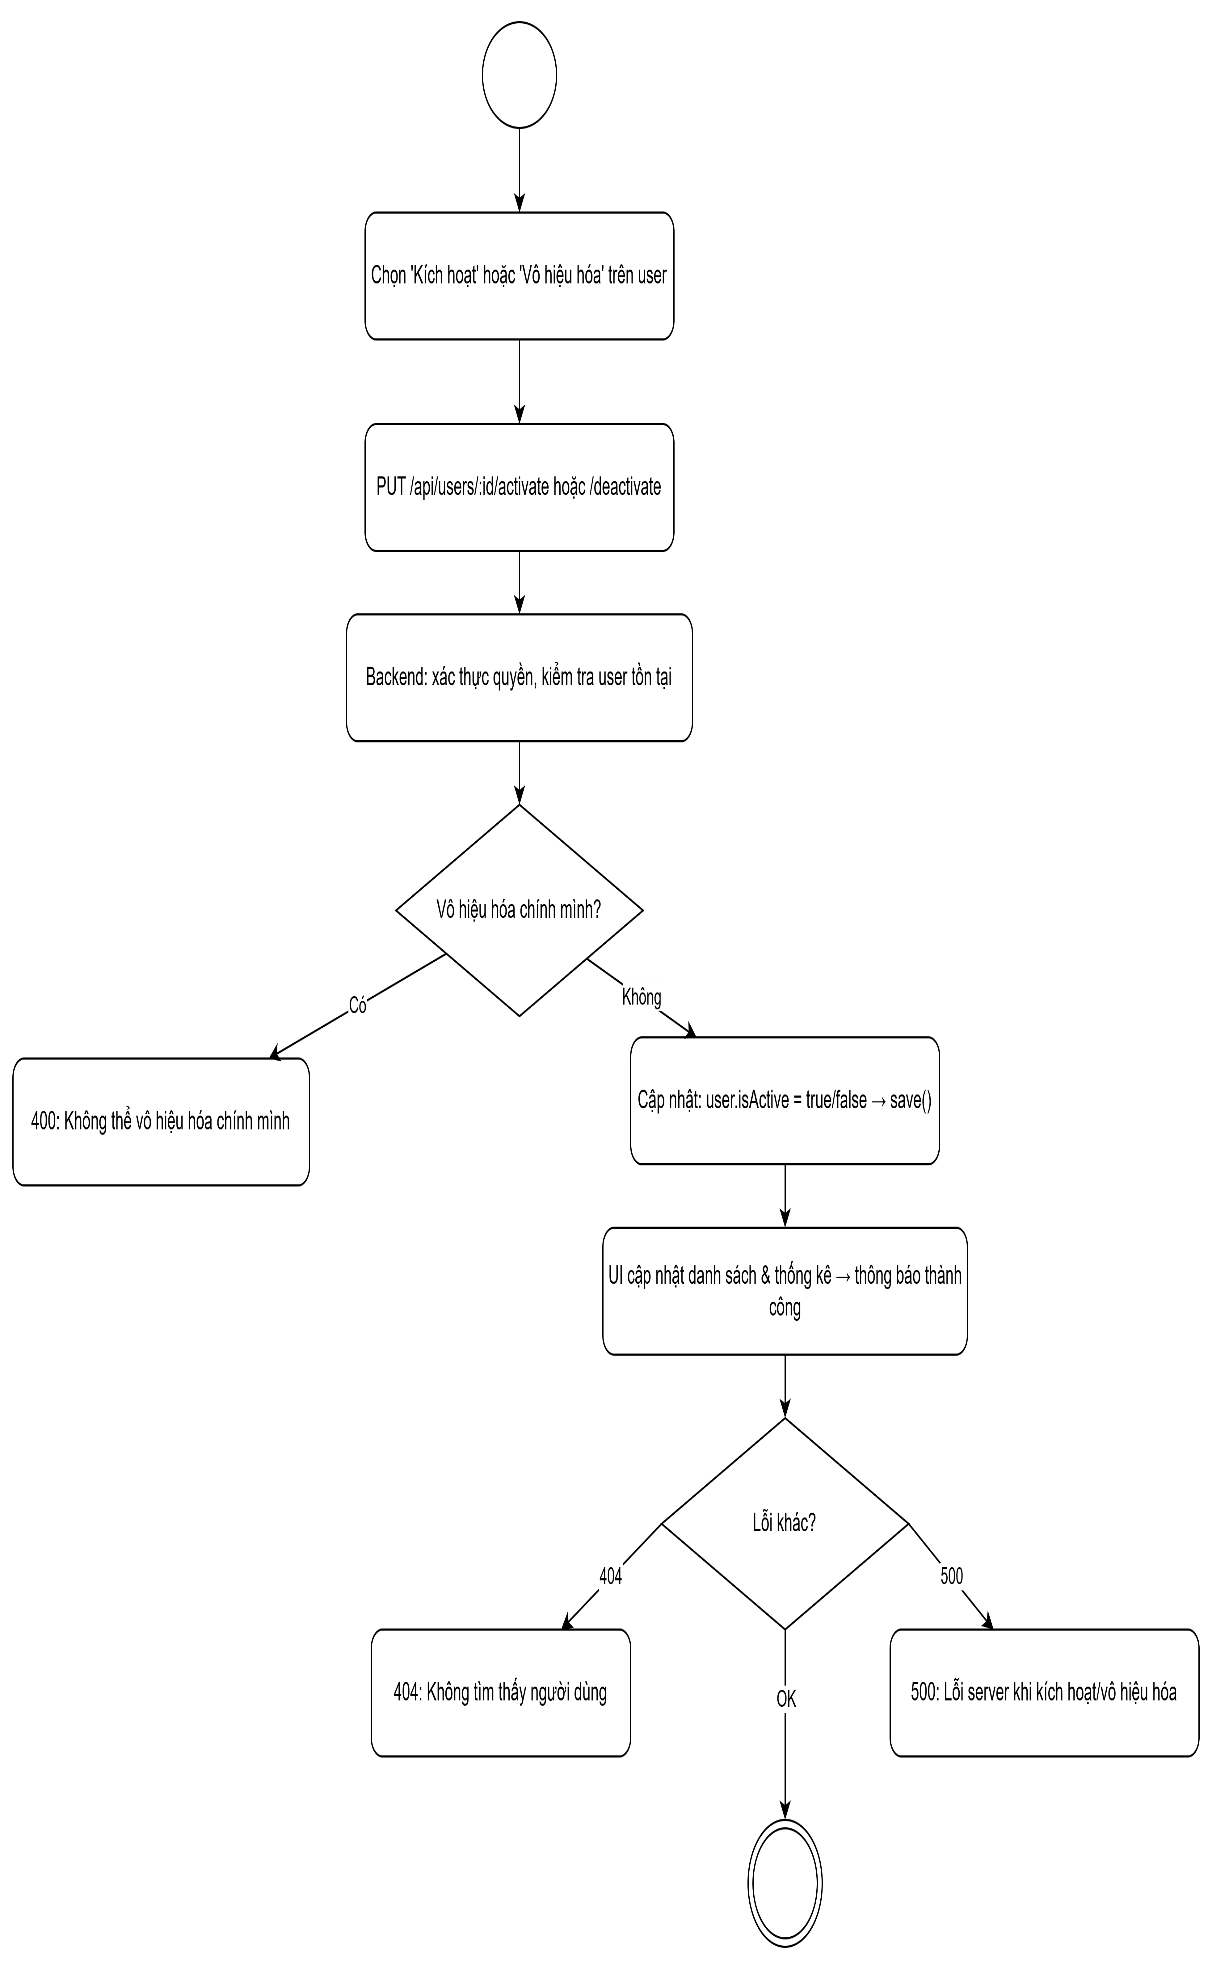 Chọn 'Kích hoạt' hoặc 'Vô hiệu hóa' trên user
PUT /api/users/:id/activate hoặc /deactivate
Backend: xác thực quyền, kiểm tra user tồn tại
Vô hiệu hóa chính mình?
Có
Không
400: Không thể vô hiệu hóa chính mình
Cập nhật: user.isActive = true/false → save()
UI cập nhật danh sách & thống kê → thông báo thành
công
Lỗi khác?
404
500
404: Không tìm thấy người dùng
OK
500: Lỗi server khi kích hoạt/vô hiệu hóa